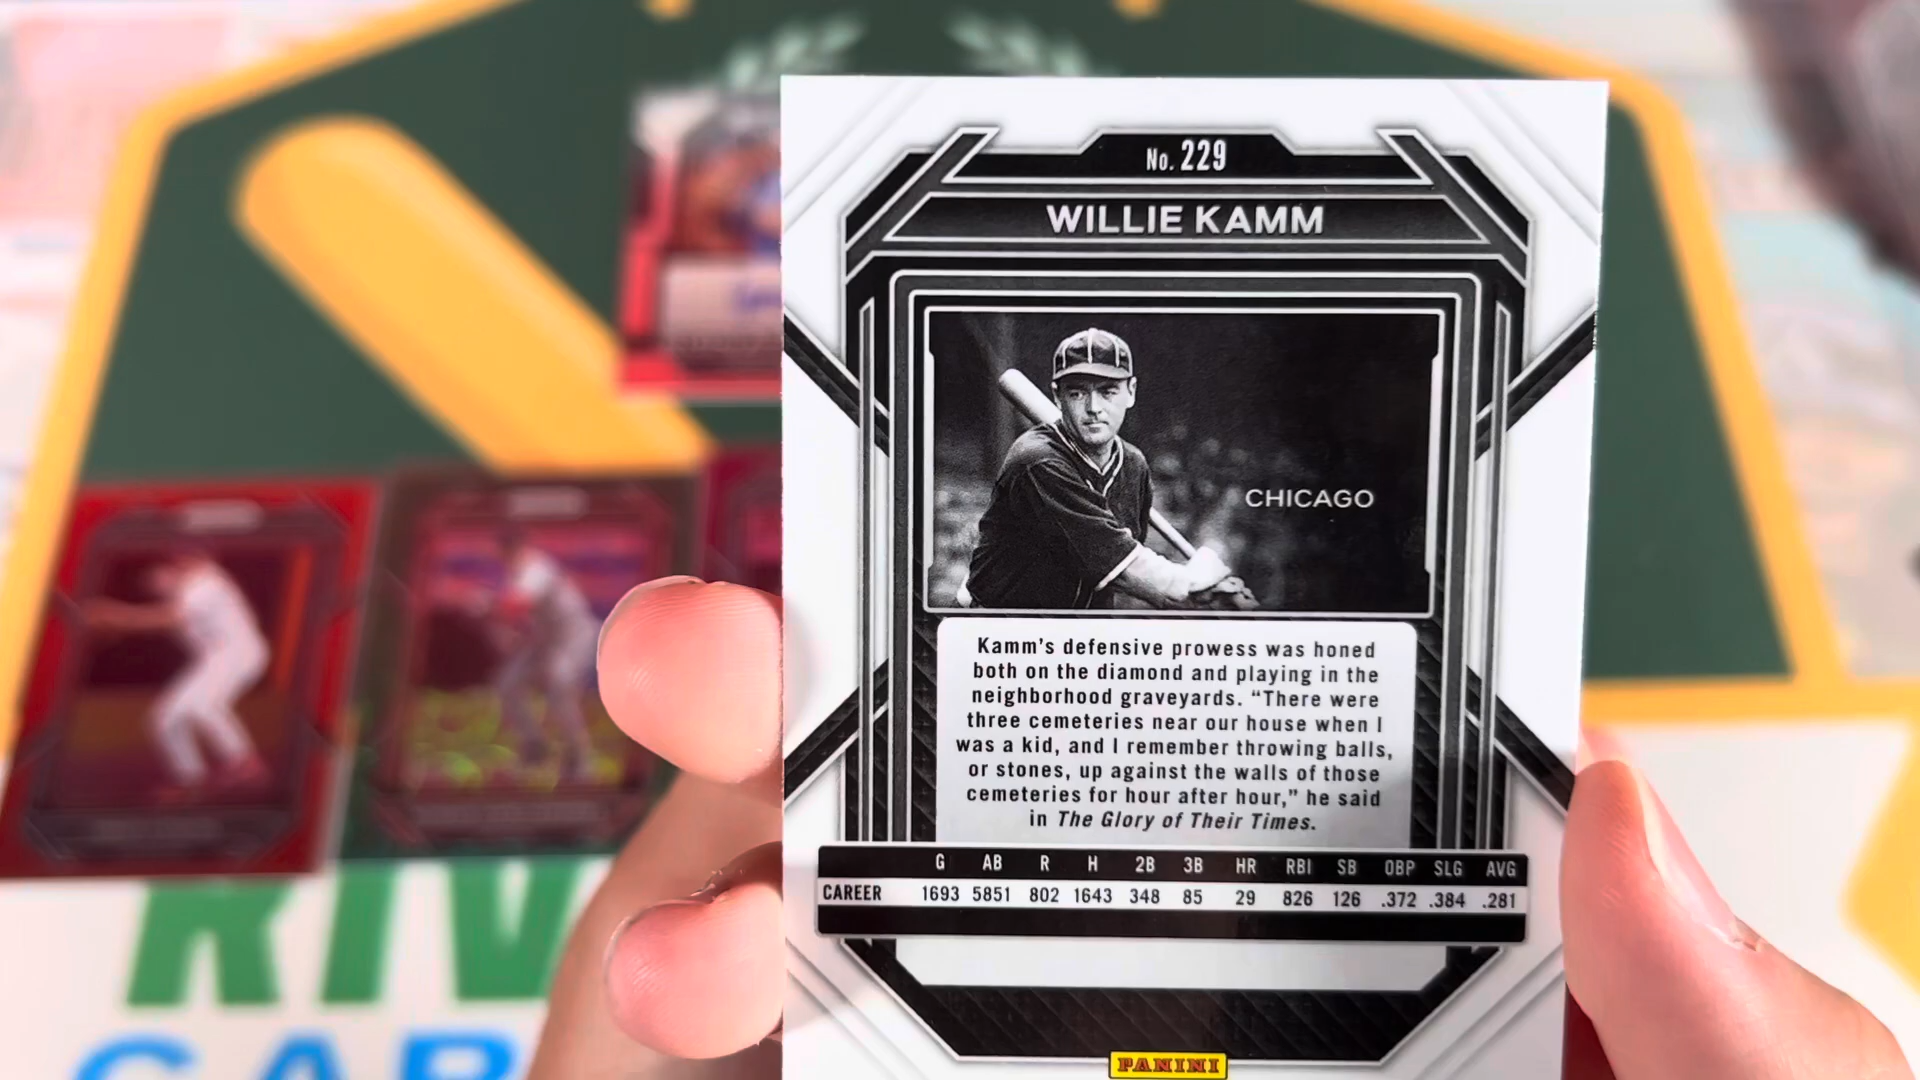 No. 229
WILLIE KAMM
CHICAGO
Kamm's defensive prowess was honed
both on the diamond and playing in the
neighborhood graveyards. “There were
three cemeteries near our house when I
was a kid, and I remember throwing balls,
or stones, up against the walls of those
cemeteries for hour after hour,” he said
in The Glory of Their Times.
G AB R H 2B 3B HR RBI SB OBP SLG AVG
CAREER 1693 5851 802 1643 348 85 29 826 126 .372 .384 .281
PANINI
RIV
CAR